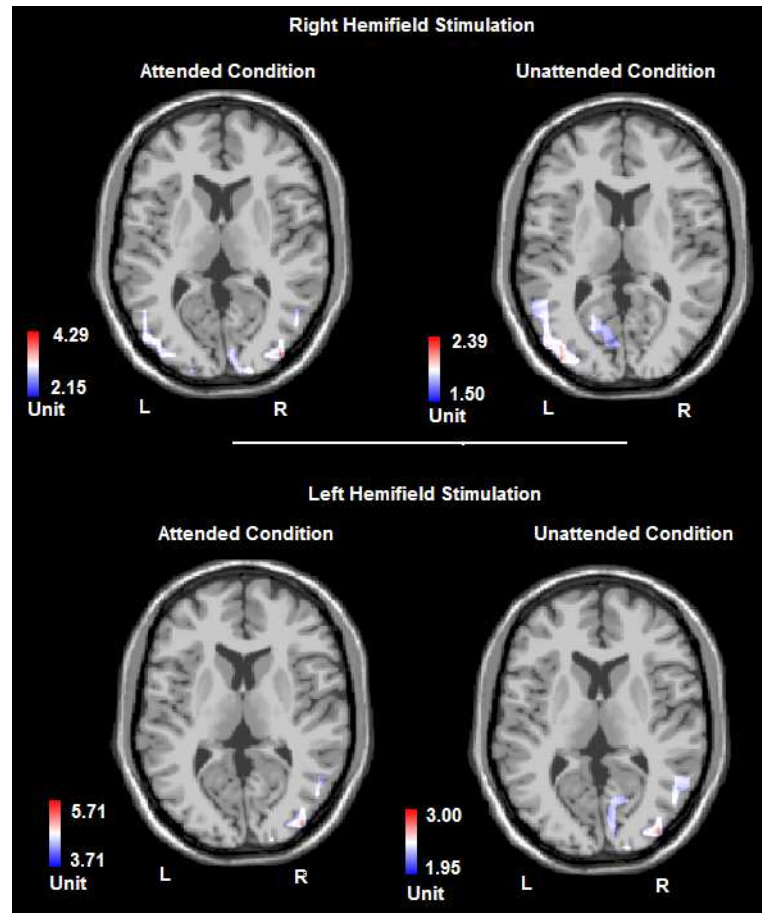 Right Hemifield Stimulation
Attended Condition
Unattended Condition
4.29
2.15
Unit
L
R
2.39
1.50
Unit
L
R
Left Hemifield Stimulation
Attended Condition
Unattended Condition
5.71
3.71
Unit
L
R
3.00
1.95
Unit
L
R